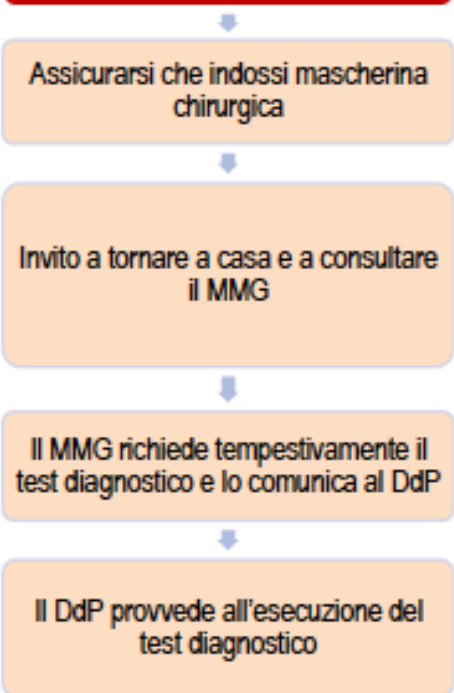 Assicurarsi che indossi mascherina
chirurgica
Invito a tornare a casa e a consultare
il MMG
Il MMG richiede tempestivamente il
test diagnostico e lo comunica al DdP
Il DdP provvede all'esecuzione del
test diagnostico